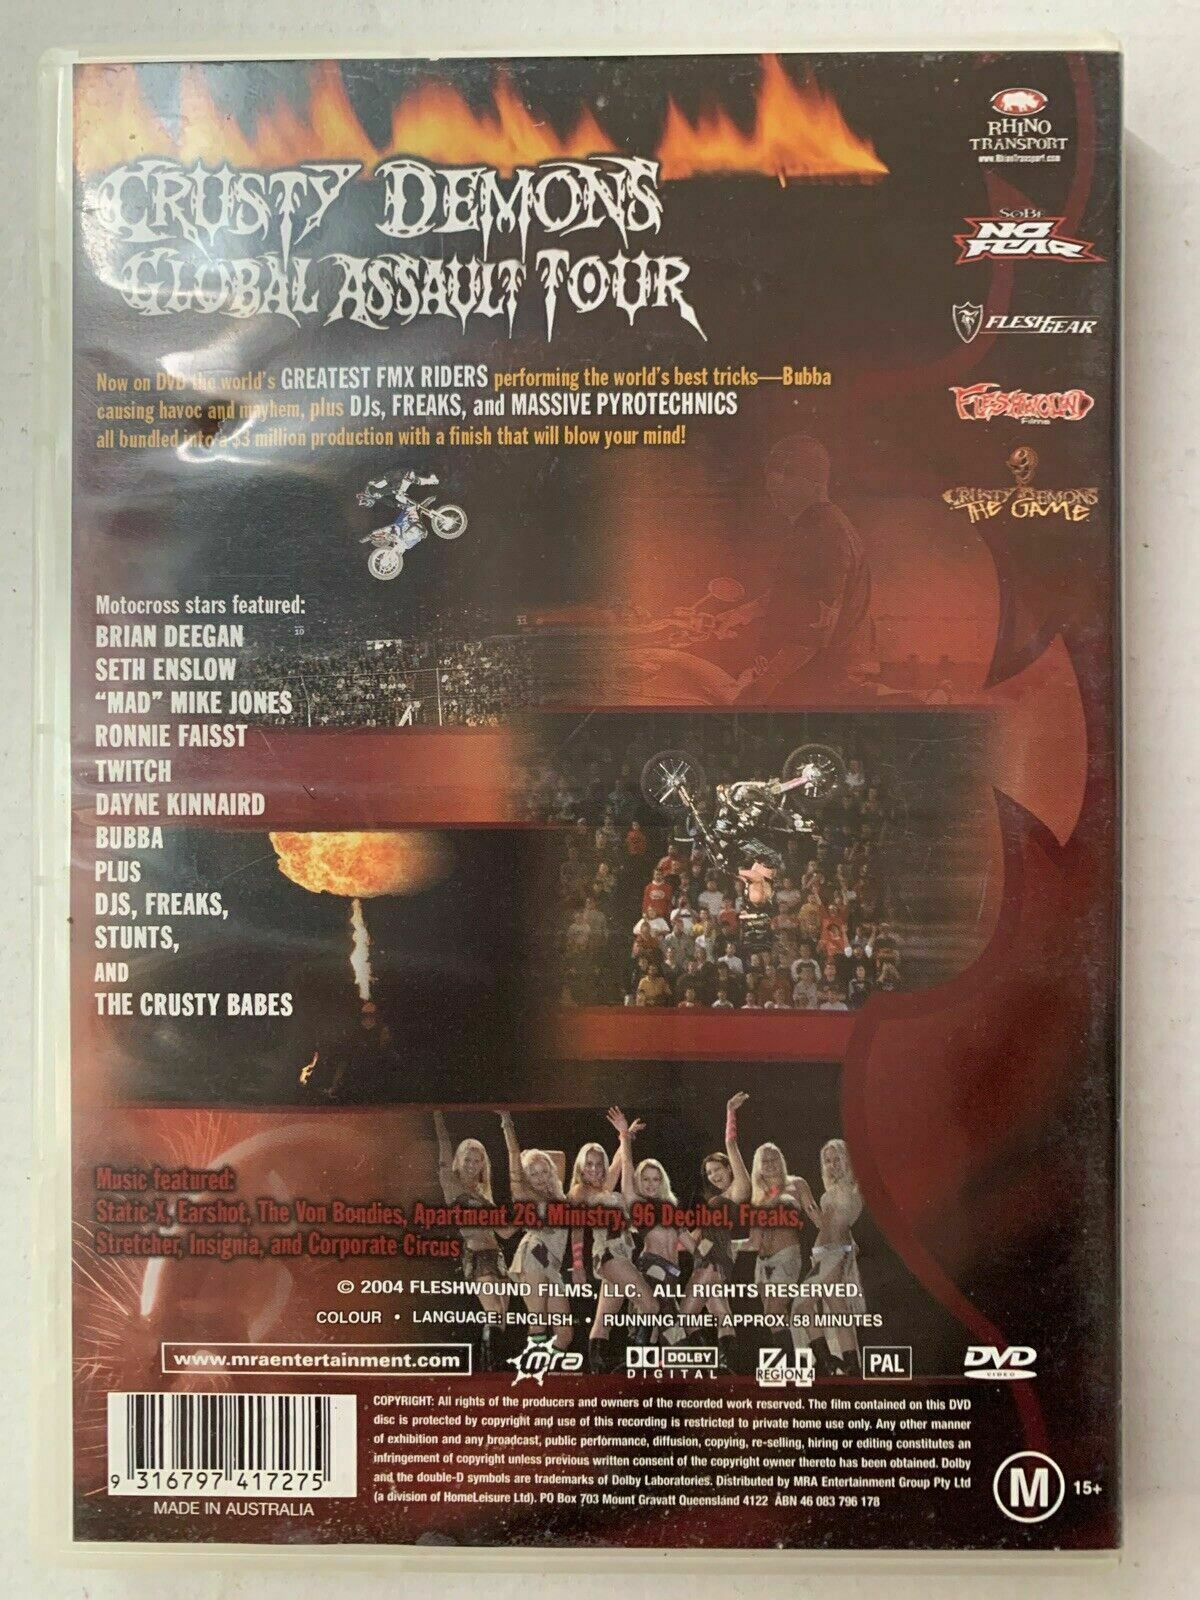 CRUSTY DEMONS
GLOBAL ASSAULT TOUR
Now on DVD the world's GREATEST FMX RIDERS performing the world's best tricks—Bubba
causing havoc and mayhem, plus DJs, FREAKS, and MASSIVE PYROTECHNICS
all bundled into a $3 million production with a finish that will blow your mind!
RHINO
TRANSPORT
www.RhinoTransport.com
SoBe
NO
FEAR
FLESHGEAR
FLESHWOUND
Films
CRUSTY DEMONS
THE GAME
Motocross stars featured:
BRIAN DEEGAN
SETH ENSLOW
"MAD" MIKE JONES
RONNIE FAISST
TWITCH
DAYNE KINNAIRD
BUBBA
PLUS
DJS, FREAKS,
STUNTS,
AND
THE CRUSTY BABES
10
11
Music featured:
Static-X, Earshot, The Von Bondies, Apartment 26, Ministry, 96 Decibel, Freaks,
Stretcher, Insignia, and Corporate Circus
© 2004 FLESHWOUND FILMS, LLC. ALL RIGHTS RESERVED.
COLOUR • LANGUAGE: ENGLISH • RUNNING TIME: APPROX. 58 MINUTES
www.mraentertainment.com
mra
entertainment
DOLBY
DIGITAL
4
REGION 4
PAL
DVD
VIDEO
COPYRIGHT: All rights of the producers and owners of the recorded work reserved. The film contained on this DVD
disc is protected by copyright and use of this recording is restricted to private home use only. Any other manner
of exhibition and any broadcast, public performance, diffusion, copying, re-selling, hiring or editing constitutes an
infringement of copyright unless previous written consent of the copyright owner thereto has been obtained. Dolby
and the double-D symbols are trademarks of Dolby Laboratories. Distributed by MRA Entertainment Group Pty Ltd
(a division of HomeLeisure Ltd). PO Box 703 Mount Gravatt Queensland 4122 ABN 46 083 796 178
9 316797 417275
MADE IN AUSTRALIA
M 15+